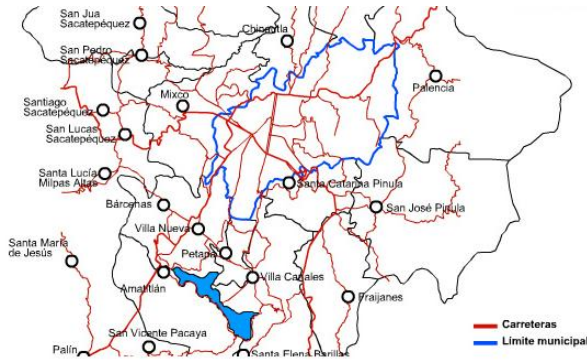 San Jua
Sacatepéquez
Chinautla
San Pedro
Sacatepéquez
Palencia
Mixco
Santiago
Sacatepéquez
San Lucas
Sacatepéquez
Santa Lucía
Milpas Altas
Santa Catarina Pinula
Bárcenas
San José Pinula
Villa Nueva
Santa María
de Jesús
Petapa
Amatitlán
Villa Canales
Fraijanes
San Vicente Pacaya
Palín
Santa Elena Barillas
Carreteras
Límite municip